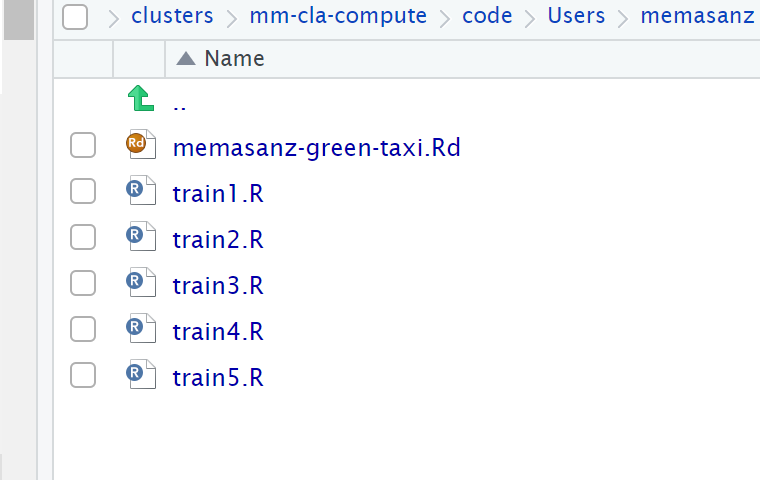 clusters mm-cla-compute code Users memasanz
Name
..
Rd memasanz-green-taxi.Rd
R train1.R
R train2.R
R train3.R
R train4.R
R train5.R